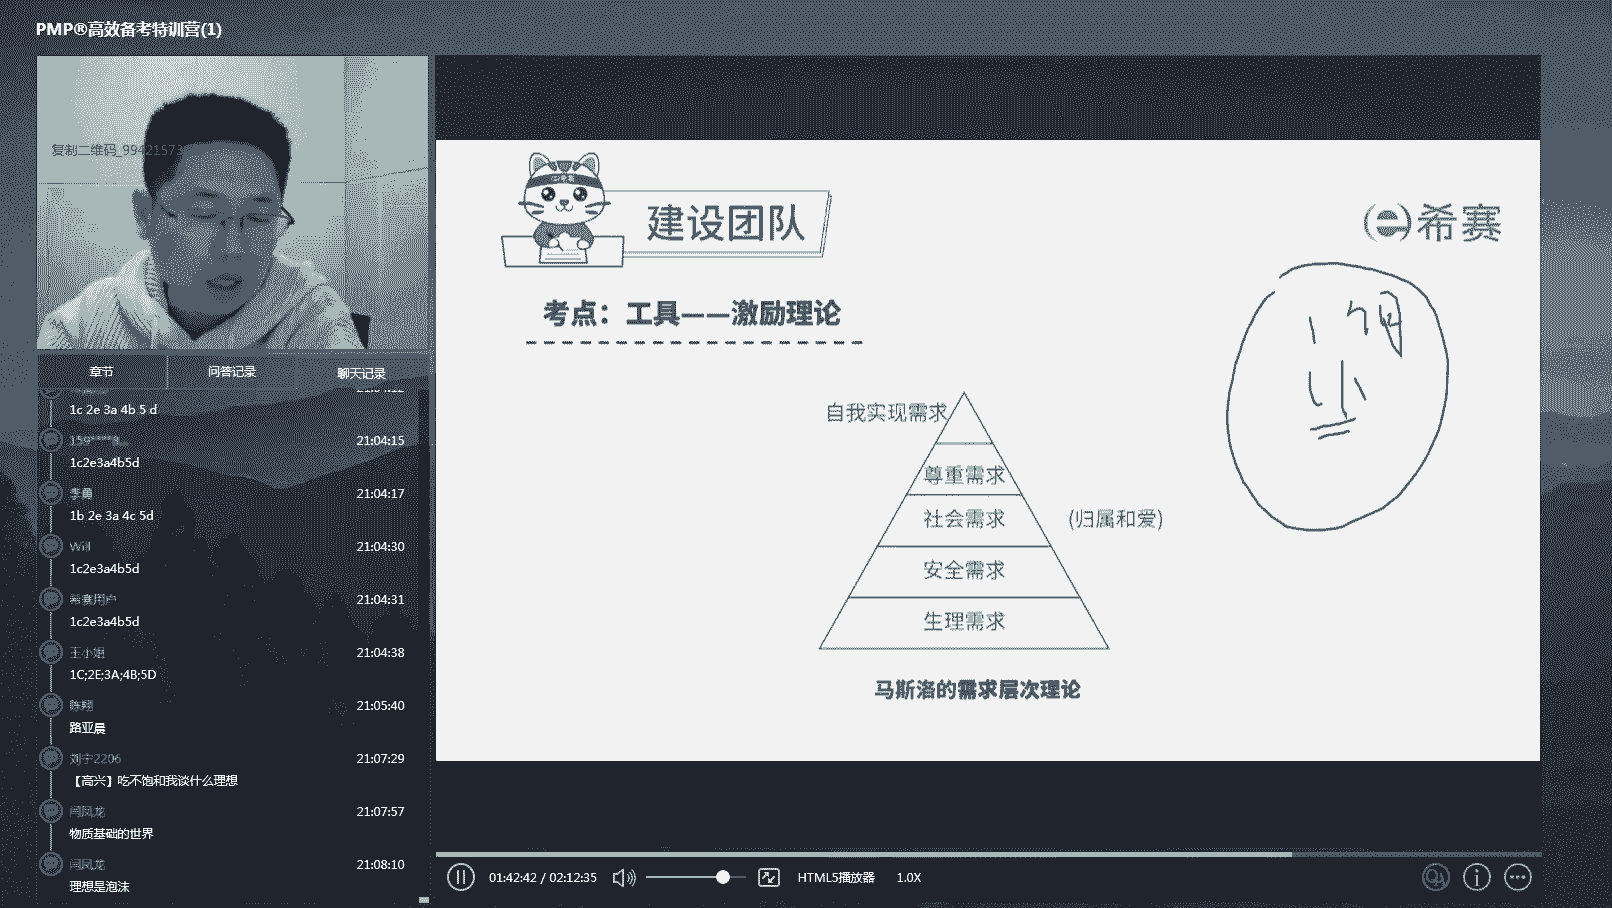 PMP®高效备考特训营(1)
复制二维码_99421573
章节
问答记录
聊天记录
1c 2e 3a 4b 5 d
21:04:15
1c2e3a4b5d
李勇
21:04:17
1b 2e 3a 4c 5d
Will
21:04:30
1c2e3a4b5d
希赛用户
21:04:31
1c2e3a4b5d
王小姐
21:04:38
1C;2E;3A;4B;5D
陈翔
21:05:40
路亚晨
刘宇2206
21:07:29
【高兴】吃不饱和我谈什么理想
闫凤龙
21:07:57
物质基础的世界
闫凤龙
21:08:10
理想是泡沫
建设团队
希赛
考点：工具——激励理论
自我实现需求
尊重需求
社会需求
(归属和爱)
安全需求
生理需求
马斯洛的需求层次理论
01:42:42 / 02:12:35
HTML5播放器
1.0X